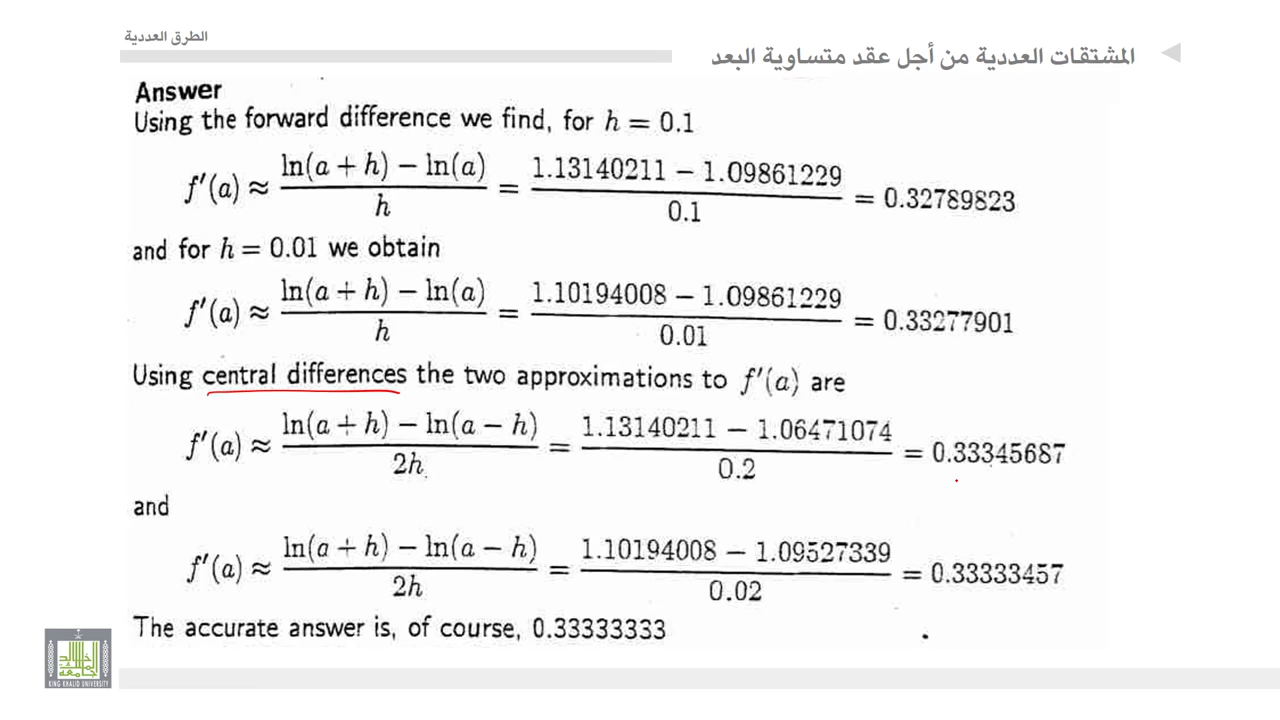 الطرق العددية
المشتقات العددية من أجل عقد متساوية البعد
Answer
Using the forward difference we find, for h = 0.1
f′(a) ≈ (ln(a + h) − ln(a)) / h = (1.13140211 − 1.09861229) / 0.1 = 0.32789823
and for h = 0.01 we obtain
f′(a) ≈ (ln(a + h) − ln(a)) / h = (1.10194008 − 1.09861229) / 0.01 = 0.33277901
Using central differences the two approximations to f′(a) are
f′(a) ≈ (ln(a + h) − ln(a − h)) / 2h = (1.13140211 − 1.06471074) / 0.2 = 0.33345687
and
f′(a) ≈ (ln(a + h) − ln(a − h)) / 2h = (1.10194008 − 1.09527339) / 0.02 = 0.33333457
The accurate answer is, of course, 0.33333333
KING KHALID UNIVERSITY